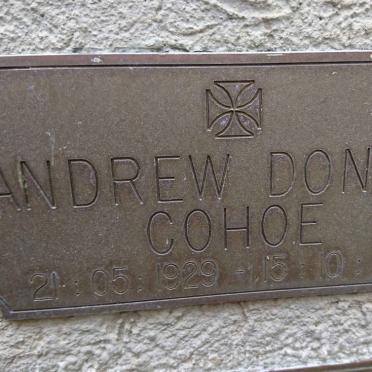 ANDREW DON
COHOE
21 : 05 : 1929 - 15 : 10 :